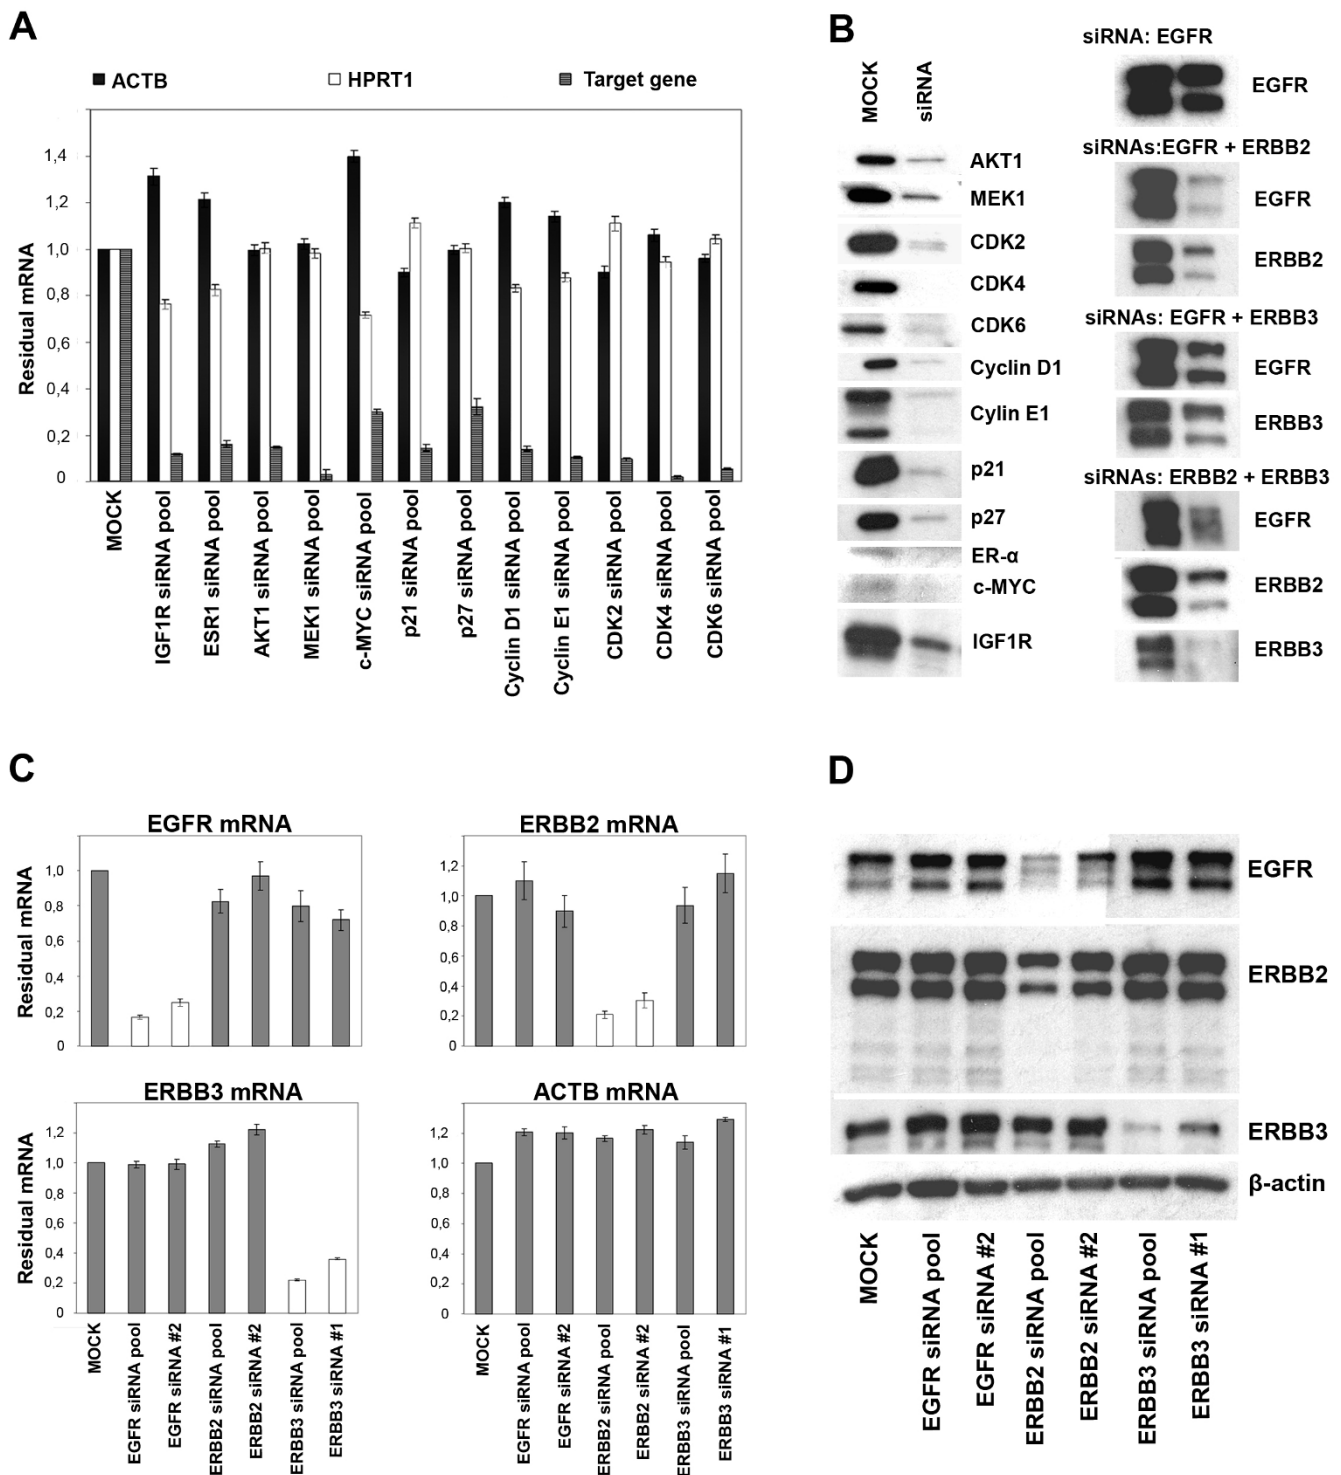 A
ACTB
HPRT1
Target gene
Residual mRNA
1,4
1,2
1,0
0,8
0,6
0,4
0,2
0
MOCK
IGF1R siRNA pool
ESR1 siRNA pool
AKT1 siRNA pool
MEK1 siRNA pool
c-MYC siRNA pool
p21 siRNA pool
p27 siRNA pool
Cyclin D1 siRNA pool
Cyclin E1 siRNA pool
CDK2 siRNA pool
CDK4 siRNA pool
CDK6 siRNA pool
B
MOCK
siRNA
AKT1
MEK1
CDK2
CDK4
CDK6
Cyclin D1
Cylin E1
p21
p27
ER-α
c-MYC
IGF1R
siRNA: EGFR
EGFR
siRNAs:EGFR + ERBB2
EGFR
ERBB2
siRNAs: EGFR + ERBB3
EGFR
ERBB3
siRNAs: ERBB2 + ERBB3
EGFR
ERBB2
ERBB3
C
EGFR mRNA
Residual mRNA
1,0
0,8
0,6
0,4
0,2
0
ERBB2 mRNA
1,2
1,0
0,8
0,6
0,4
0,2
0
ERBB3 mRNA
Residual mRNA
1,2
1,0
0,8
0,6
0,4
0,2
0
MOCK
EGFR siRNA pool
EGFR siRNA #2
ERBB2 siRNA pool
ERBB2 siRNA #2
ERBB3 siRNA pool
ERBB3 siRNA #1
ACTB mRNA
1,2
1,0
0,8
0,6
0,4
0,2
0
MOCK
EGFR siRNA pool
EGFR siRNA #2
ERBB2 siRNA pool
ERBB2 siRNA #2
ERBB3 siRNA pool
ERBB3 siRNA #1
D
EGFR
ERBB2
ERBB3
β-actin
MOCK
EGFR siRNA pool
EGFR siRNA #2
ERBB2 siRNA pool
ERBB2 siRNA #2
ERBB3 siRNA pool
ERBB3 siRNA #1